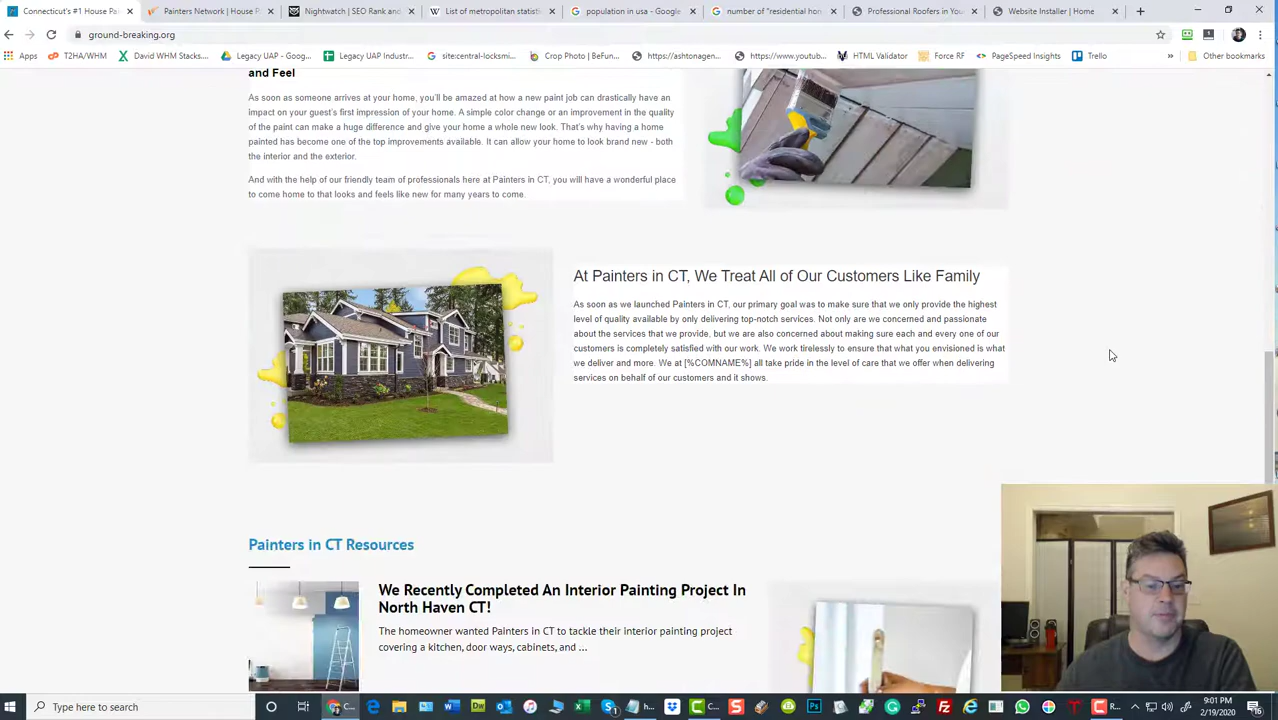 Connecticut's #1 House Pa
Painters Network | House P
Nightwatch | SEO Rank and
List of metropolitan statisti
population in usa - Google
number of "residential hom
Professional Roofers in You
Website Installer | Home
ground-breaking.org
Apps
T2HA/WHM
David WHM Stacks...
Legacy UAP - Goog...
Legacy UAP Industr...
site:central-locksmi...
Crop Photo | BeFun...
https://ashtonagen...
https://www.youtub...
HTML Validator
Force RF
PageSpeed Insights
Trello
»
Other bookmarks
and Feel
As soon as someone arrives at your home, you'll be amazed at how a new paint job can drastically have an
impact on your guest's first impression of your home. A simple color change or an improvement in the quality
of the paint can make a huge difference and give your home a whole new look. That's why having a home
painted has become one of the top improvements available. It can allow your home to look brand new - both
the interior and the exterior.
And with the help of our friendly team of professionals here at Painters in CT, you will have a wonderful place
to come home to that looks and feels like new for many years to come.
At Painters in CT, We Treat All of Our Customers Like Family
As soon as we launched Painters in CT, our primary goal was to make sure that we only provide the highest
level of quality available by only delivering top-notch services. Not only are we concerned and passionate
about the services that we provide, but we are also concerned about making sure each and every one of our
customers is completely satisfied with our work. We work tirelessly to ensure that what you envisioned is what
we deliver and more. We at [%COMNAME%] all take pride in the level of care that we offer when delivering
services on behalf of our customers and it shows.
Painters in CT Resources
We Recently Completed An Interior Painting Project In
North Haven CT!
The homeowner wanted Painters in CT to tackle their interior painting project
covering a kitchen, door ways, cabinets, and ...
Type here to search
C...
h...
C...
R...
9:01 PM
2/19/2020